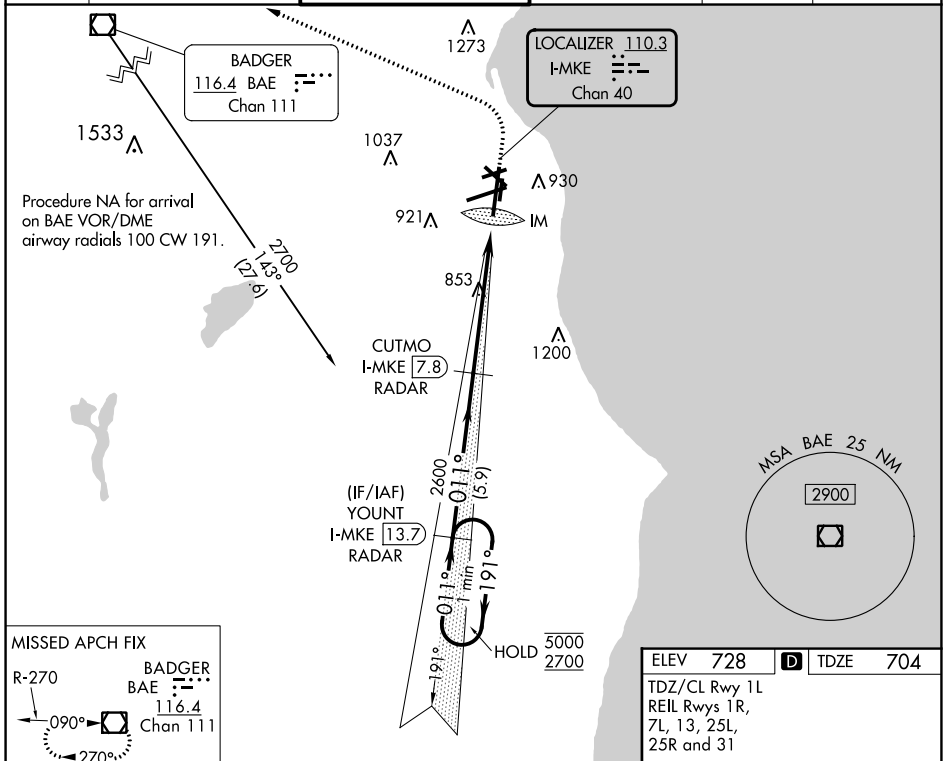 1273
BADGER
116.4 BAE
Chan 111
LOCALIZER 110.3
I-MKE
Chan 40
1533
1037
930
921
IM
Procedure NA for arrival
on BAE VOR/DME
airway radials 100 CW 191.
2700
143°
(27.6)
853
1200
CUTMO
I-MKE 7.8
RADAR
2600
011°
(5.9)
(IF/IAF)
YOUNT
I-MKE 13.7
RADAR
011°
1 min
191°
191°
HOLD 5000
2700
MSA BAE 25 NM
2900
MISSED APCH FIX
R-270
BADGER
BAE
116.4
Chan 111
090°
270°
ELEV 728 D TDZE 704
TDZ/CL Rwy 1L
REIL Rwys 1R,
7L, 13, 25L,
25R and 31